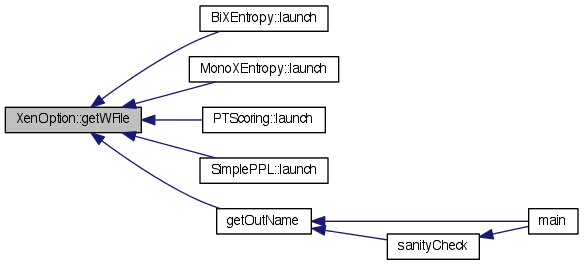 BiXEntropy::launch
MonoXEntropy::launch
XenOption::getWFile
PTScoring::launch
SimplePPL::launch
getOutName
main
sanityCheck